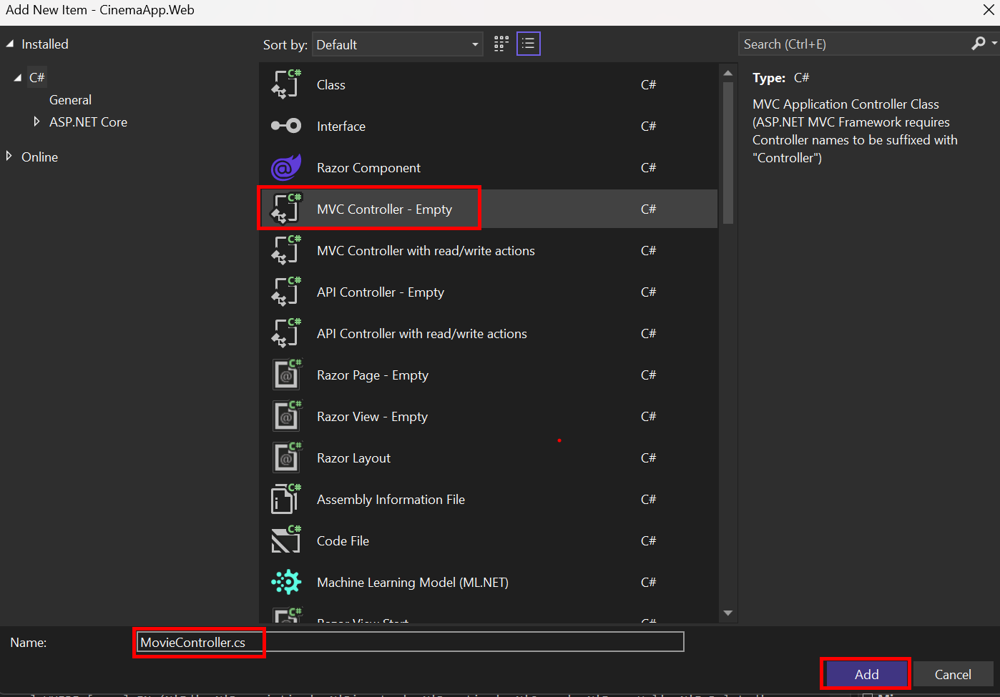 Add New Item - CinemaApp.Web
Installed
C#
General
ASP.NET Core
Online
Sort by: Default
Class C#
Interface C#
Razor Component C#
MVC Controller - Empty C#
MVC Controller with read/write actions C#
API Controller - Empty C#
API Controller with read/write actions C#
Razor Page - Empty C#
Razor View - Empty C#
Razor Layout C#
Assembly Information File C#
Code File C#
Machine Learning Model (ML.NET) C#
Razor View Start C#
Search (Ctrl+E)
Type: C#
MVC Application Controller Class
(ASP.NET MVC Framework requires
Controller names to be suffixed with
"Controller")
Name: MovieController.cs
Add Cancel